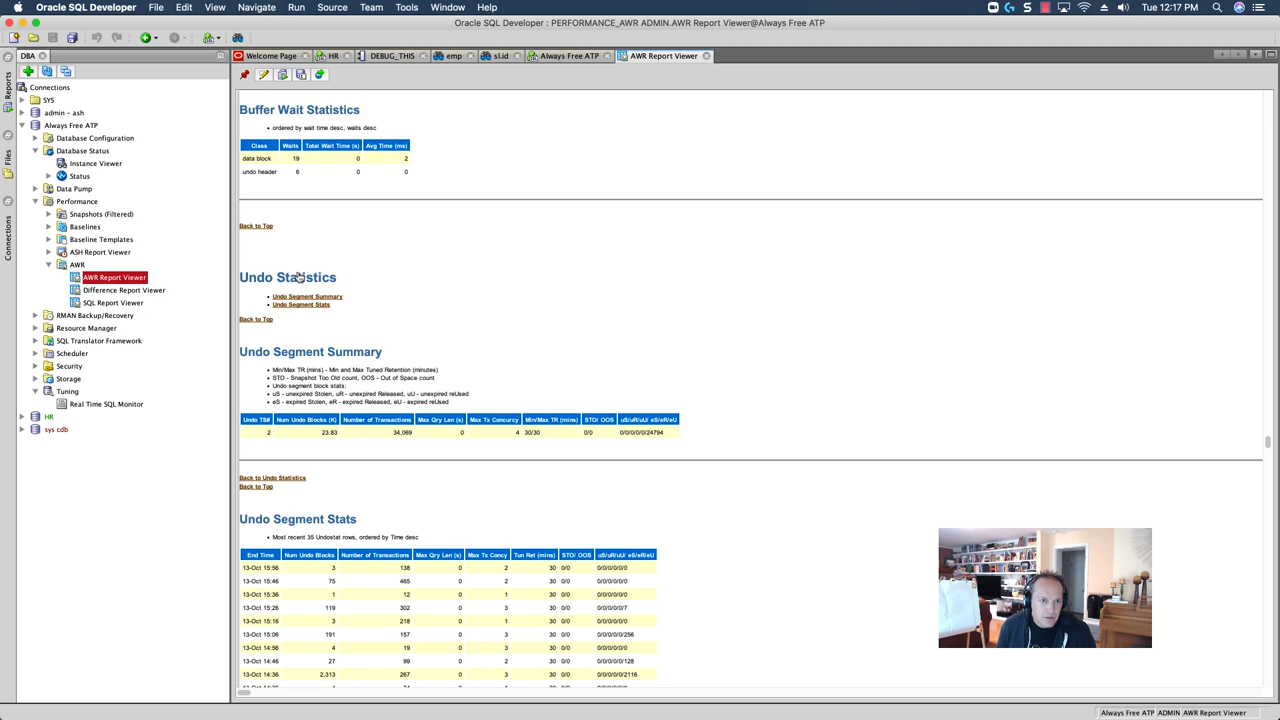 SQL Developer File Edit View Navigate Run Team Tools Window Help Tue 12:17 PM
Oracle SQL Developer : PERFORMANCE_AWR ADMIN.AWR Report Viewer@Always Free ATP
DBA
Welcome Page
HR
DEBUG_THIS
emp
Always Free ATP
AWR Report Viewer
Reports
Files
Connections
Connections
SYS
admin - ash
Always Free ATP
Database Configuration
Database Status
Instance Viewer
Status
Data Pump
Performance
Snapshots (Filtered)
Baselines
Baseline Templates
ASH Report Viewer
AWR
AWR Report Viewer
Difference Report Viewer
SQL Report Viewer
RMAN Backup/Recovery
Resource Manager
SQL Translator Framework
Scheduler
Security
Storage
Tuning
Real Time SQL Monitor
HR
sys cdb
Buffer Wait Statistics
• ordered by wait time desc, waits desc
Class Waits Total Wait Time (s) Avg Time (ms)
data block 19 0 2
undo header 6 0 0
Back to Top
Undo Statistics
• Undo Segment Summary
• Undo Segment Stats
Back to Top
Undo Segment Summary
• Min/Max TR (mins) - Min and Max Tuned Retention (minutes)
• STO - Snapshot Too Old count, OOS - Out of Space count
• Undo segment block stats:
• uS - unexpired Stolen, uR - unexpired Released, uU - unexpired reUsed
• eS - expired Stolen, eR - expired Released, eU - expired reUsed
Undo TS# Num Undo Blocks (K) Number of Transactions Max Qry Len (s) Max Tx Concurcy Min/Max TR (mins) STO/ OOS uS/uR/uU/ eS/eR/eU
2 23.83 34,069 0 4 30/30 0/0 0/0/0/0/0/24794
Back to Undo Statistics
Back to Top
Undo Segment Stats
• Most recent 35 Undostat rows, ordered by Time desc
End Time Num Undo Blocks Number of Transactions Max Qry Len (s) Max Tx Concy Tun Ret (mins) STO/ OOS uS/uR/uU/ eS/eR/eU
13-Oct 15:56 3 138 0 2 30 0/0 0/0/0/0/0/0
13-Oct 15:46 75 465 0 2 30 0/0 0/0/0/0/0/0
13-Oct 15:36 1 12 0 1 30 0/0 0/0/0/0/0/0
13-Oct 15:26 119 302 0 3 30 0/0 0/0/0/0/0/7
13-Oct 15:16 3 218 0 1 30 0/0 0/0/0/0/0/0
13-Oct 15:06 191 157 0 3 30 0/0 0/0/0/0/0/256
13-Oct 14:56 4 19 0 3 30 0/0 0/0/0/0/0/0
13-Oct 14:46 27 99 0 2 30 0/0 0/0/0/0/0/128
13-Oct 14:36 2,313 267 0 3 30 0/0 0/0/0/0/0/2116
Always Free ATP ADMIN AWR Report Viewer